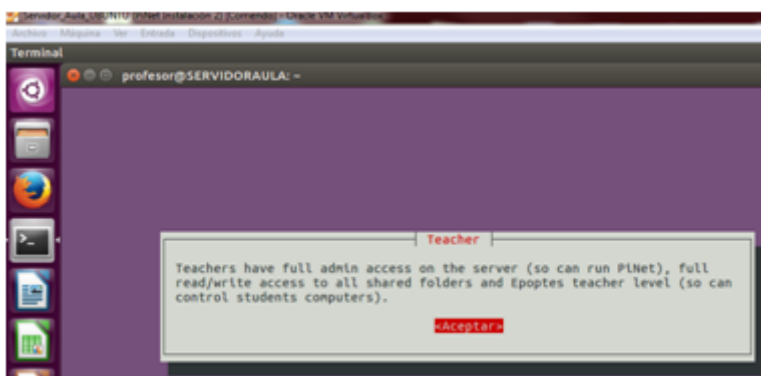 Servidor_Aula_UBUNTU (PiNet Instalación 2) [Corriendo] - Oracle VM VirtualBox
Archivo Máquina Ver Entrada Dispositivos Ayuda
Terminal
profesor@SERVIDORAULA: ~
Teacher
Teachers have full admin access on the server (so can run PiNet), full
read/write access to all shared folders and Epoptes teacher level (so can
control students computers).
<Aceptar>